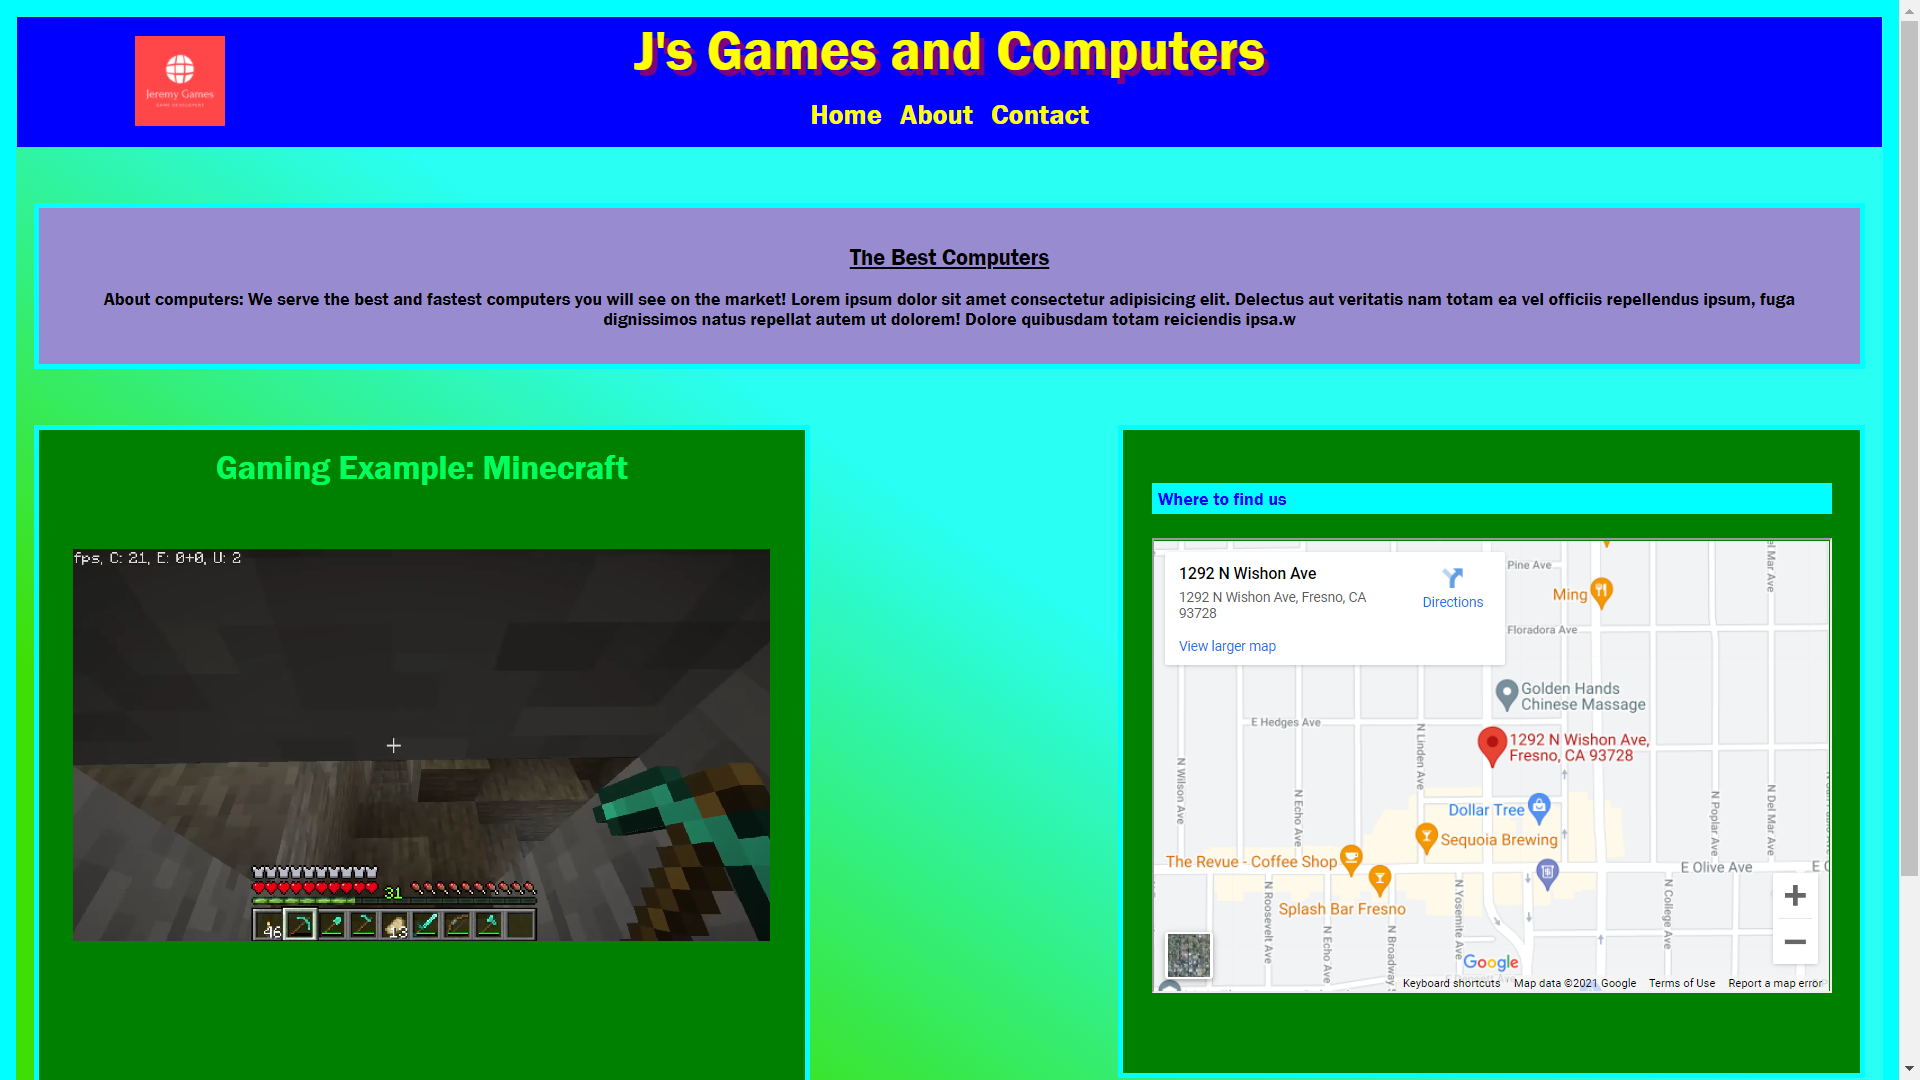 Jeremy Games
GAME DEVELOPERS
J's Games and Computers
Home About Contact
The Best Computers
About computers: We serve the best and fastest computers you will see on the market! Lorem ipsum dolor sit amet consectetur adipisicing elit. Delectus aut veritatis nam totam ea vel officiis repellendus ipsum, fuga
dignissimos natus repellat autem ut dolorem! Dolore quibusdam totam reiciendis ipsa.w
Gaming Example: Minecraft
fps, C: 21, E: 0+0, U: 2
31
46
13
Where to find us
1292 N Wishon Ave
1292 N Wishon Ave, Fresno, CA
93728
Directions
View larger map
Pine Ave
Ming
Floradora Ave
Golden Hands
Chinese Massage
E Hedges Ave
1292 N Wishon Ave,
Fresno, CA 93728
N Wilson Ave
N Linden Ave
N Echo Ave
N Poplar Ave
N Del Mar Ave
Dollar Tree
Sequoia Brewing
The Revue - Coffee Shop
E Olive Ave
Splash Bar Fresno
N Roosevelt Ave
N Echo Ave
N Broadway S
N Yosemite Ave
N College Ave
Google
Keyboard shortcuts Map data ©2021 Google Terms of Use Report a map error